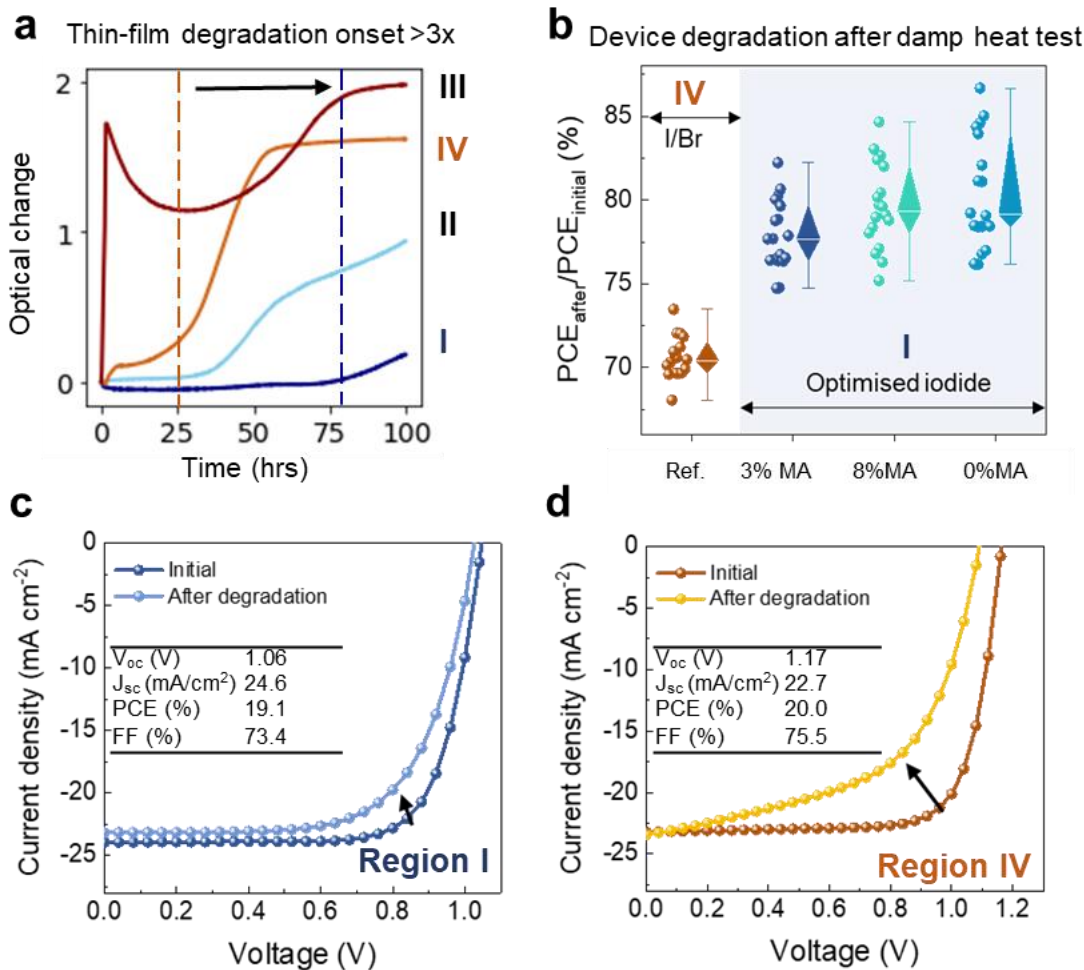 a
Thin-film degradation onset >3x
2
1
0
Optical change
0
25
50
75
100
Time (hrs)
III
IV
II
I
b
Device degradation after damp heat test
PCEafter/PCEinitial (%)
85
80
75
70
IV
I/Br
I
Optimised iodide
Ref.
3% MA
8%MA
0%MA
c
Current density (mA cm-2)
0
-5
-10
-15
-20
-25
Initial
After degradation
Voc (V) 1.06
Jsc (mA/cm2) 24.6
PCE (%) 19.1
FF (%) 73.4
Region I
0.0
0.2
0.4
0.6
0.8
1.0
Voltage (V)
d
Current density (mA cm-2)
0
-5
-10
-15
-20
-25
Initial
After degradation
Voc (V) 1.17
Jsc (mA/cm2) 22.7
PCE (%) 20.0
FF (%) 75.5
Region IV
0.0
0.2
0.4
0.6
0.8
1.0
1.2
Voltage (V)